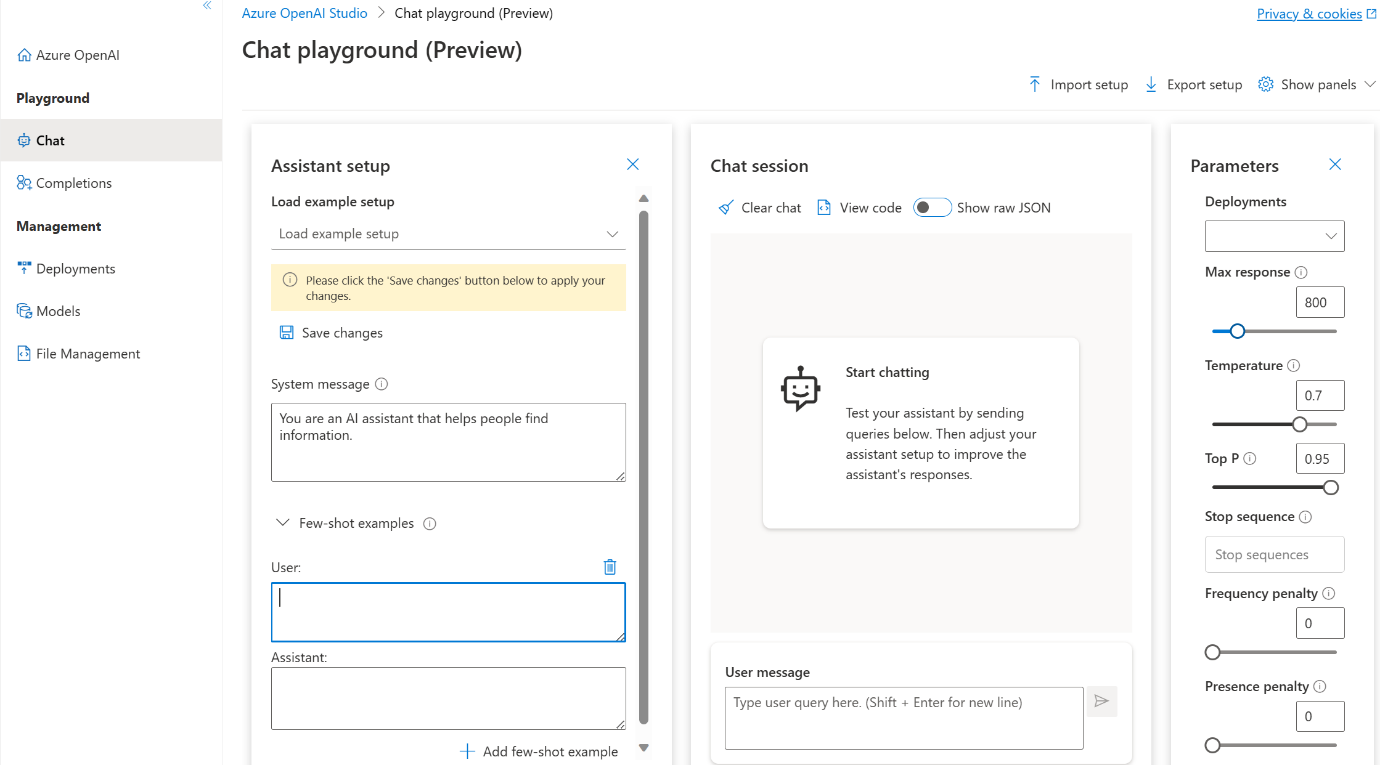 Azure OpenAI Studio > Chat playground (Preview)
Privacy & cookies
Chat playground (Preview)
Import setup
Export setup
Show panels
Azure OpenAI
Playground
Chat
Completions
Management
Deployments
Models
File Management
Assistant setup
Load example setup
Load example setup
Please click the 'Save changes' button below to apply your
changes.
Save changes
System message
You are an AI assistant that helps people find
information.
Few-shot examples
User:
Assistant:
Add few-shot example
Chat session
Clear chat
View code
Show raw JSON
Start chatting
Test your assistant by sending
queries below. Then adjust your
assistant setup to improve the
assistant's responses.
User message
Type user query here. (Shift + Enter for new line)
Parameters
Deployments
Max response
800
Temperature
0.7
Top P
0.95
Stop sequence
Stop sequences
Frequency penalty
0
Presence penalty
0